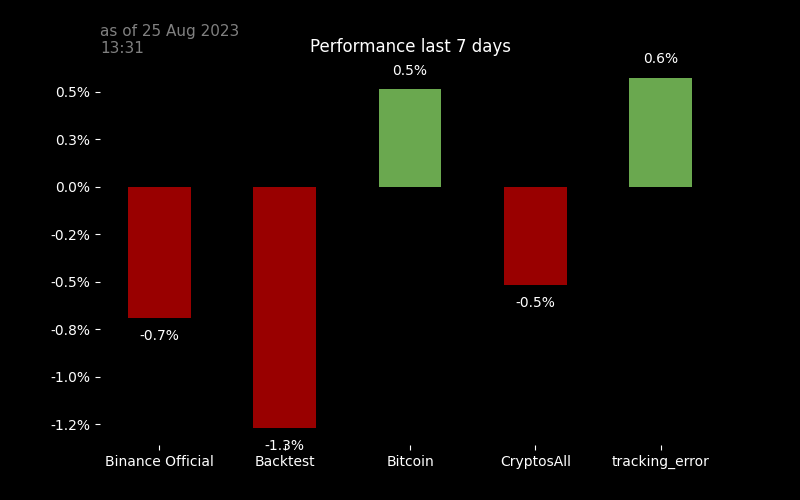 as of 25 Aug 2023
13:31
Performance last 7 days
0.5%
0.6%
0.5%
0.3%
0.0%
-0.2%
-0.5%
-0.5%
-0.8%
-0.7%
-1.0%
-1.2%
-1.3%
Binance Official
Backtest
Bitcoin
CryptosAll
tracking_error